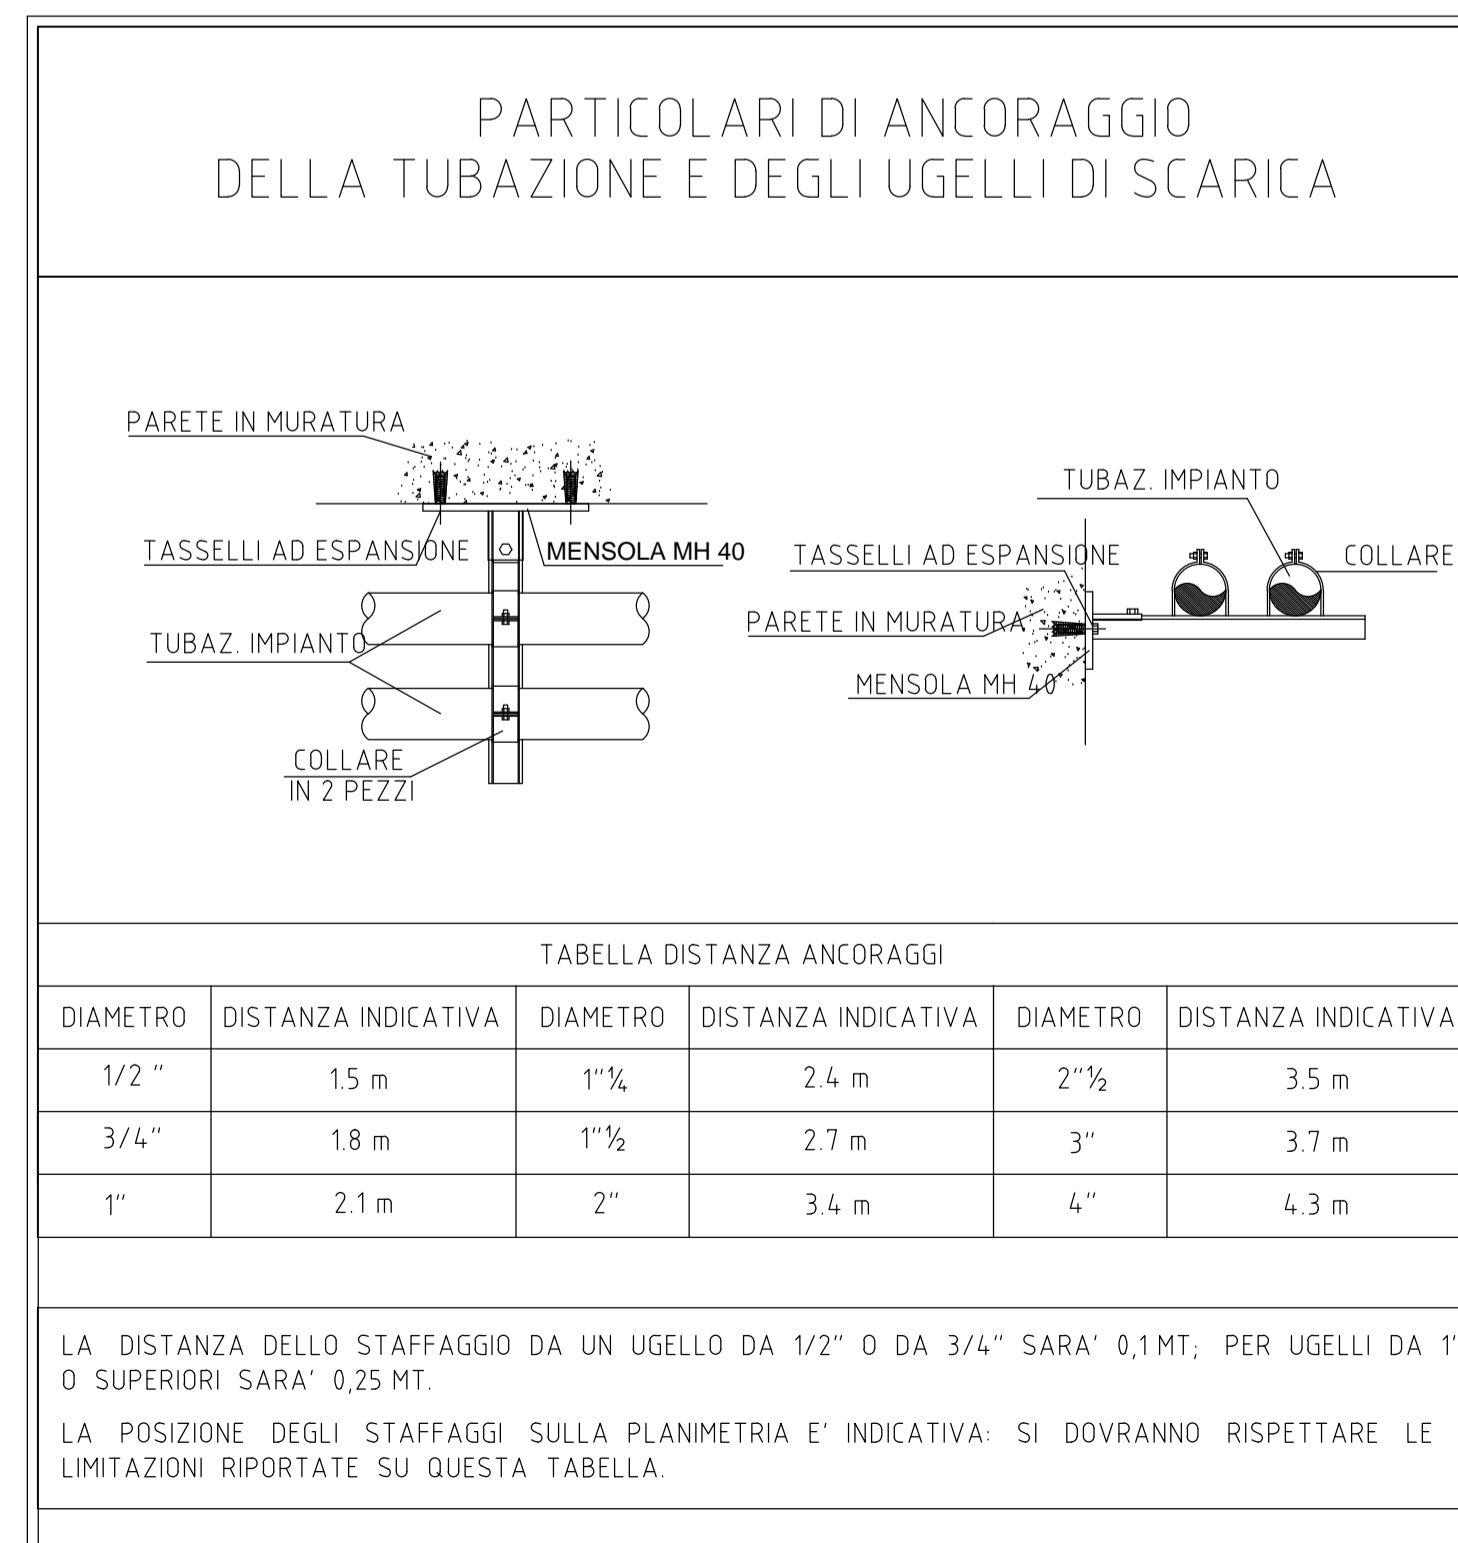 PARTICOLARI DI ANCORAGGIO
DELLA TUBAZIONE E DEGLI UGELLI DI SCARICA
PARETE IN MURATURA
TASSELLI AD ESPANSIONE
MENSOLA MH 40
TUBAZ. IMPIANTO
COLLARE
IN 2 PEZZI
TUBAZ. IMPIANTO
TASSELLI AD ESPANSIONE
COLLARE
PARETE IN MURATURA
MENSOLA MH 40
TABELLA DISTANZA ANCORAGGI
DIAMETRO DISTANZA INDICATIVA DIAMETRO DISTANZA INDICATIVA DIAMETRO DISTANZA INDICATIVA
1/2 " 1.5 m 1"¼ 2.4 m 2"½ 3.5 m
3/4" 1.8 m 1"½ 2.7 m 3" 3.7 m
1" 2.1 m 2" 3.4 m 4" 4.3 m
LA DISTANZA DELLO STAFFAGGIO DA UN UGELLO DA 1/2" O DA 3/4" SARA' 0,1 MT; PER UGELLI DA 1"
O SUPERIORI SARA' 0,25 MT.
LA POSIZIONE DEGLI STAFFAGGI SULLA PLANIMETRIA E' INDICATIVA: SI DOVRANNO RISPETTARE LE
LIMITAZIONI RIPORTATE SU QUESTA TABELLA.